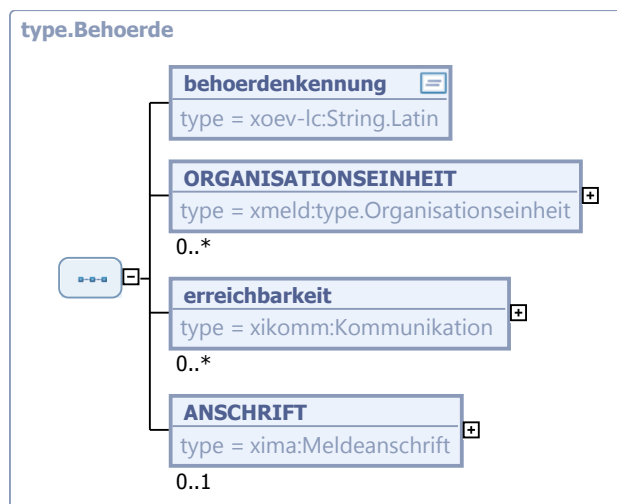 type.Behoerde
behoerdenkennung
type = xoev-lc:String.Latin
ORGANISATIONSEINHEIT
type = xmeld:type.Organisationseinheit
0..*
erreichbarkeit
type = xikomm:Kommunikation
0..*
ANSCHRIFT
type = xima:Meldeanschrift
0..1